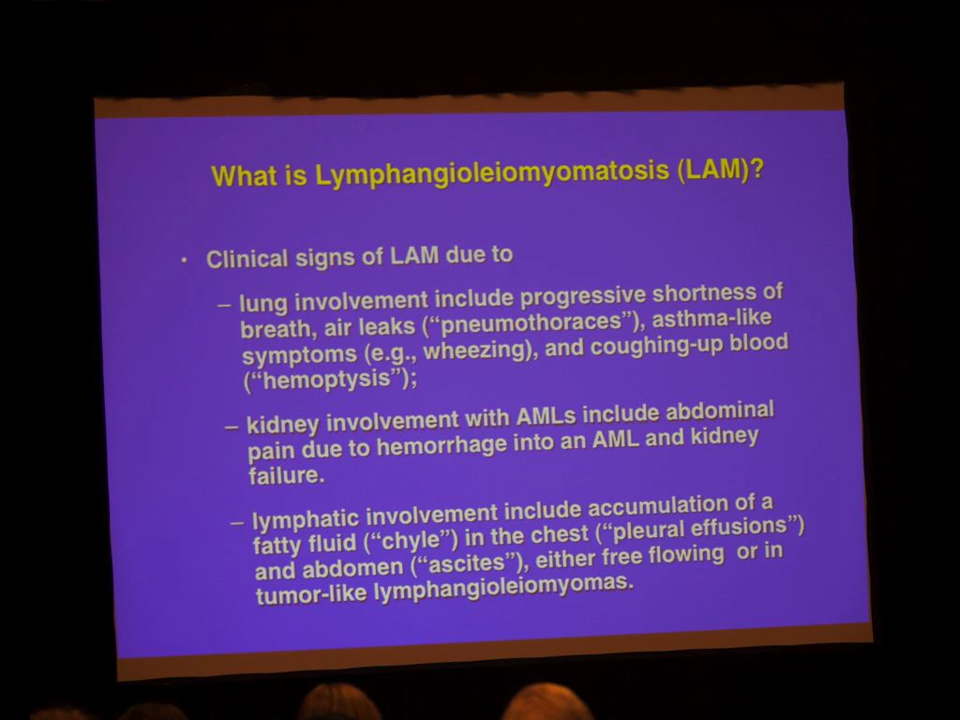 What is Lymphangioleiomyomatosis (LAM)?
• Clinical signs of LAM due to
– lung involvement include progressive shortness of
breath, air leaks (“pneumothoraces”), asthma-like
symptoms (e.g., wheezing), and coughing-up blood
(“hemoptysis”);
– kidney involvement with AMLs include abdominal
pain due to hemorrhage into an AML and kidney
failure.
– lymphatic involvement include accumulation of a
fatty fluid (“chyle”) in the chest (“pleural effusions”)
and abdomen (“ascites”), either free flowing or in
tumor-like lymphangioleiomyomas.